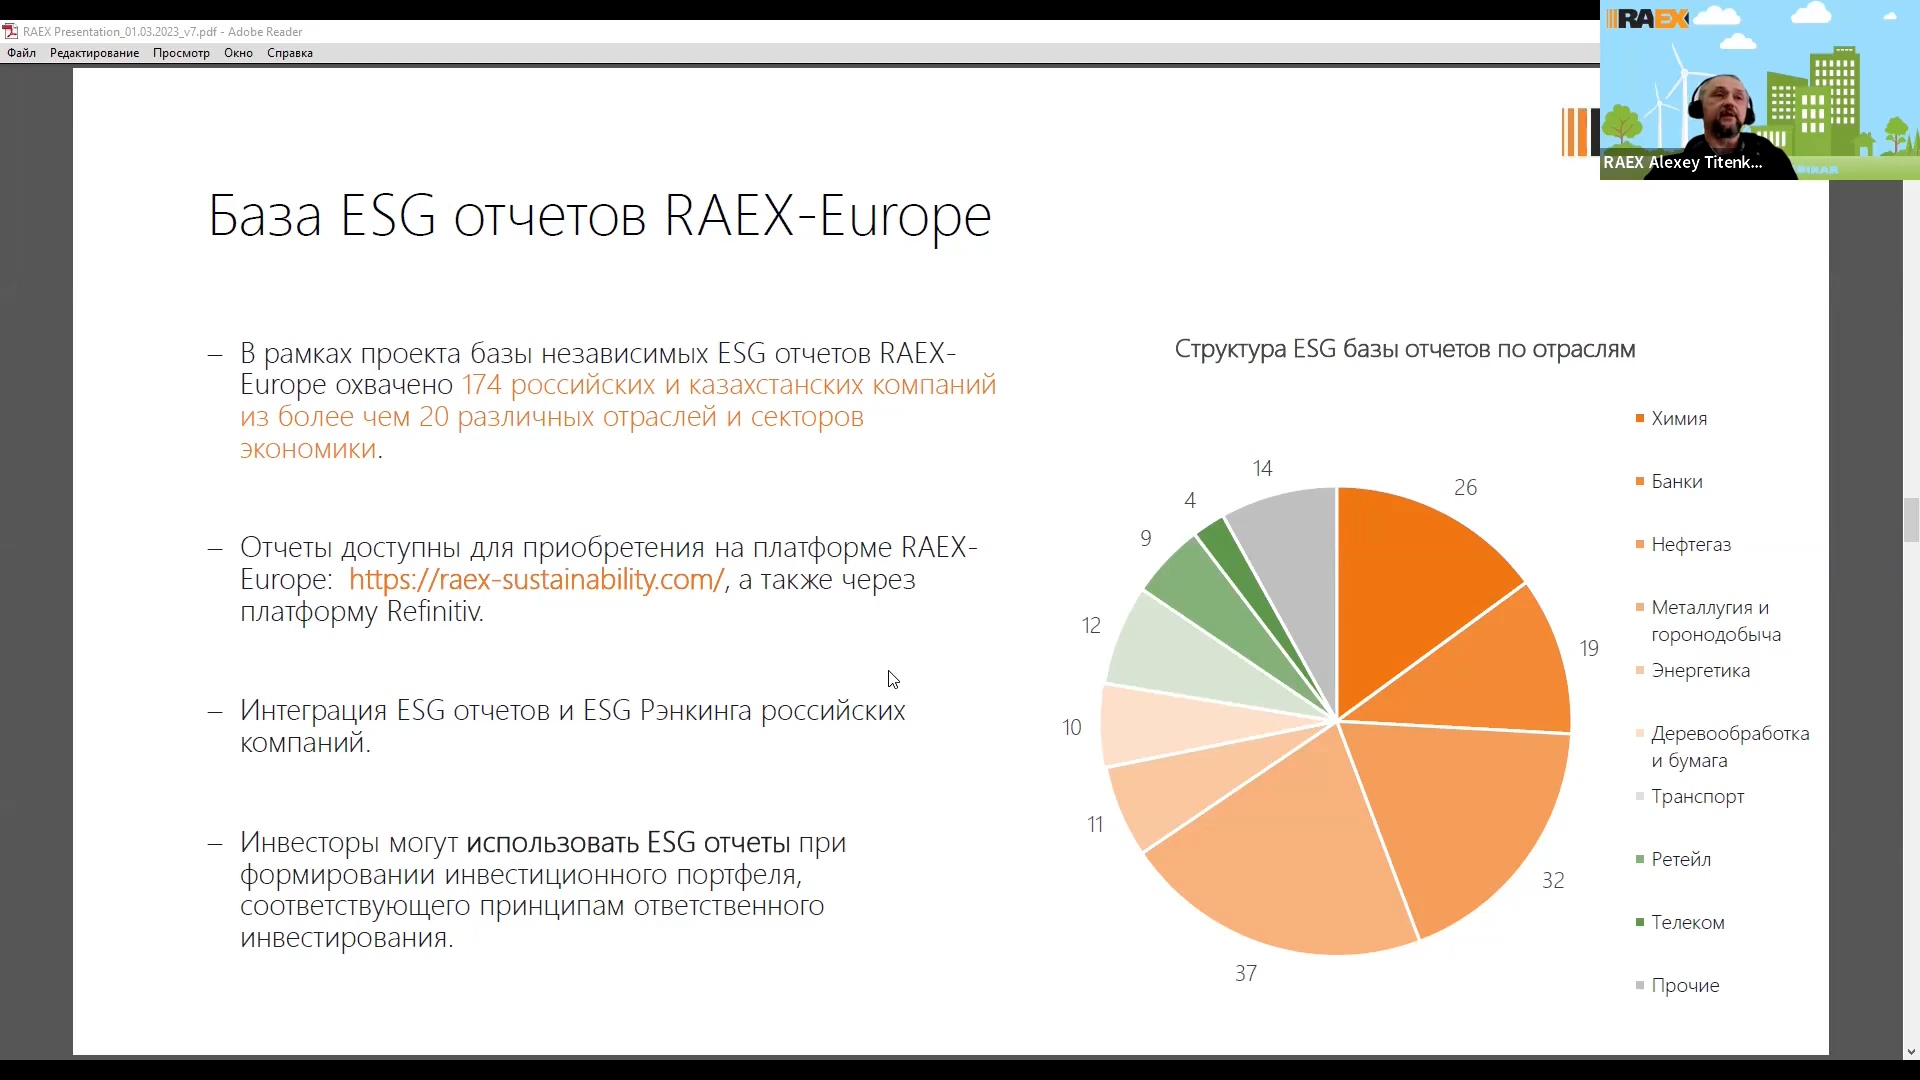 RAEX Presentation_01.03.2023_v7.pdf - Adobe Reader
Файл Редактирование Просмотр Окно Справка
RAEX
RAEX Alexey Titenk...
База ESG отчетов RAEX-Europe
– В рамках проекта базы независимых ESG отчетов RAEX-
Europe охвачено 174 российских и казахстанских компаний
из более чем 20 различных отраслей и секторов
экономики.
– Отчеты доступны для приобретения на платформе RAEX-
Europe: https://raex-sustainability.com/, а также через
платформу Refinitiv.
– Интеграция ESG отчетов и ESG Рэнкинга российских
компаний.
– Инвесторы могут использовать ESG отчеты при
формировании инвестиционного портфеля,
соответствующего принципам ответственного
инвестирования.
Структура ESG базы отчетов по отраслям
26
19
32
37
11
10
12
9
4
14
Химия
Банки
Нефтегаз
Металлугия и
горонодобыча
Энергетика
Деревообработка
и бумага
Транспорт
Ретейл
Телеком
Прочие